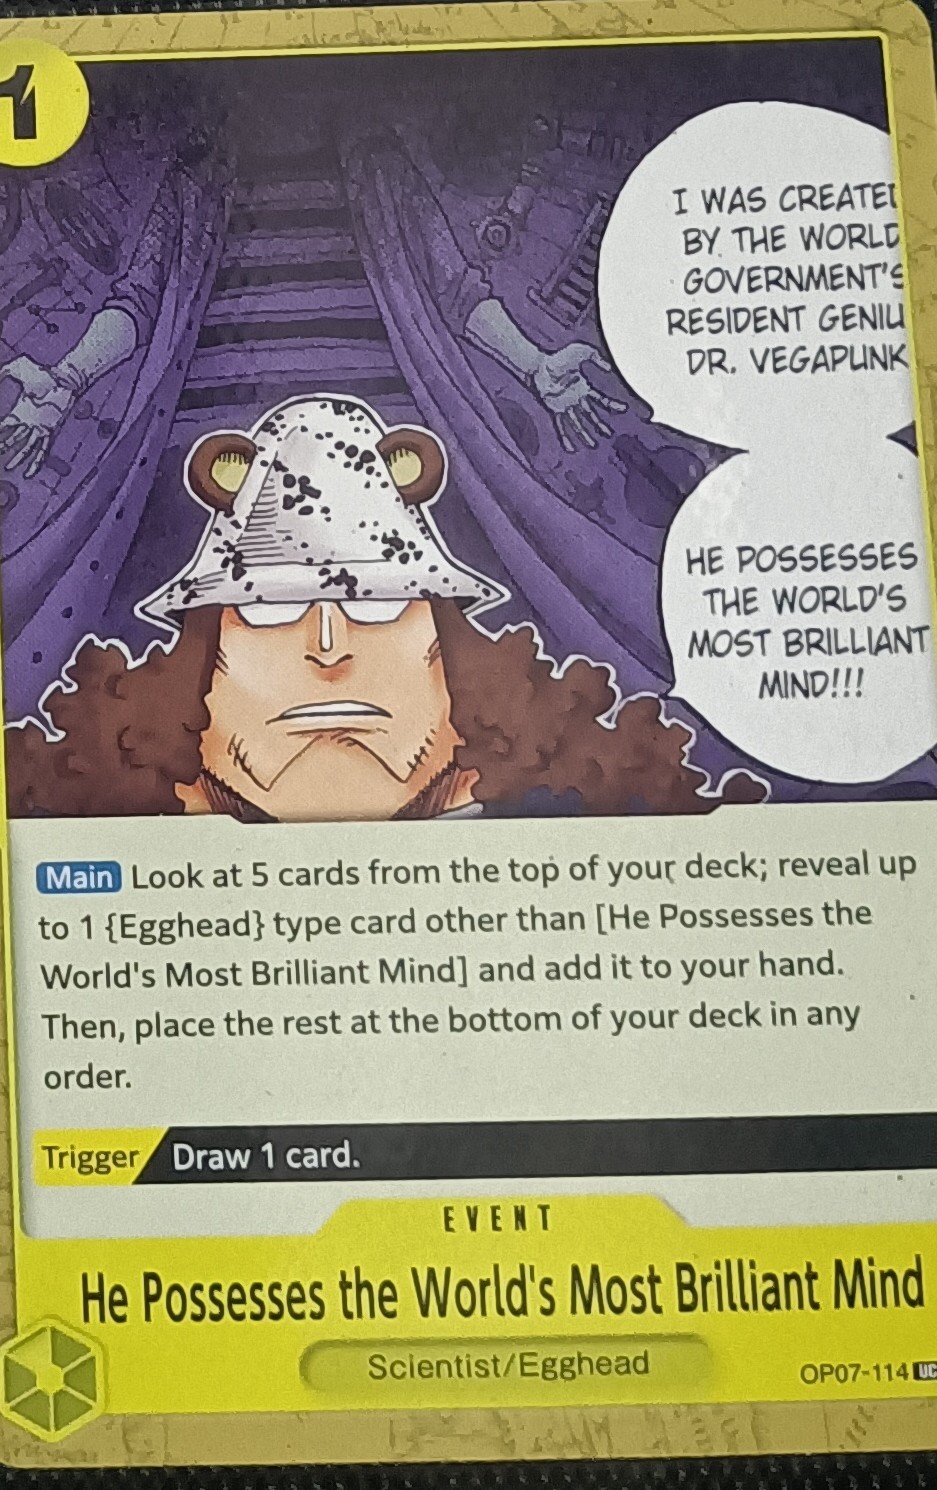 1
I WAS CREATED
BY THE WORLD
GOVERNMENT'S
RESIDENT GENIU
DR. VEGAPUNK
HE POSSESSES
THE WORLD'S
MOST BRILLIANT
MIND!!!
Main Look at 5 cards from the top of your deck; reveal up
to 1 {Egghead} type card other than [He Possesses the
World's Most Brilliant Mind] and add it to your hand.
Then, place the rest at the bottom of your deck in any
order.
Trigger Draw 1 card.
EVENT
He Possesses the World's Most Brilliant Mind
Scientist/Egghead
OP07-114 UC